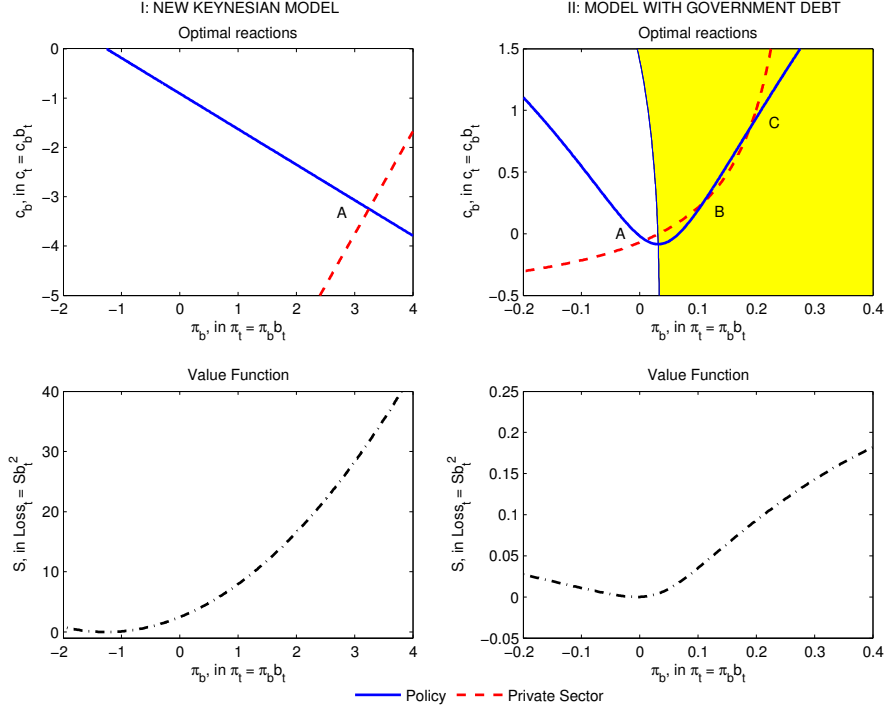 I: NEW KEYNESIAN MODEL
II: MODEL WITH GOVERNMENT DEBT
Optimal reactions
c_b, in c_t = c_b b_t
0
−1
−2
−3
−4
−5
A
−2 −1 0 1 2 3 4
π_b, in π_t = π_b b_t
Optimal reactions
c_b, in c_t = c_b b_t
1.5
1
0.5
0
−0.5
A
B
C
−0.2 −0.1 0 0.1 0.2 0.3 0.4
π_b, in π_t = π_b b_t
Value Function
S, in Loss_t = Sb_t^2
40
30
20
10
0
−2 −1 0 1 2 3 4
π_b, in π_t = π_b b_t
Value Function
S, in Loss_t = Sb_t^2
0.25
0.2
0.15
0.1
0.05
0
−0.05
−0.2 −0.1 0 0.1 0.2 0.3 0.4
π_b, in π_t = π_b b_t
Policy Private Sector